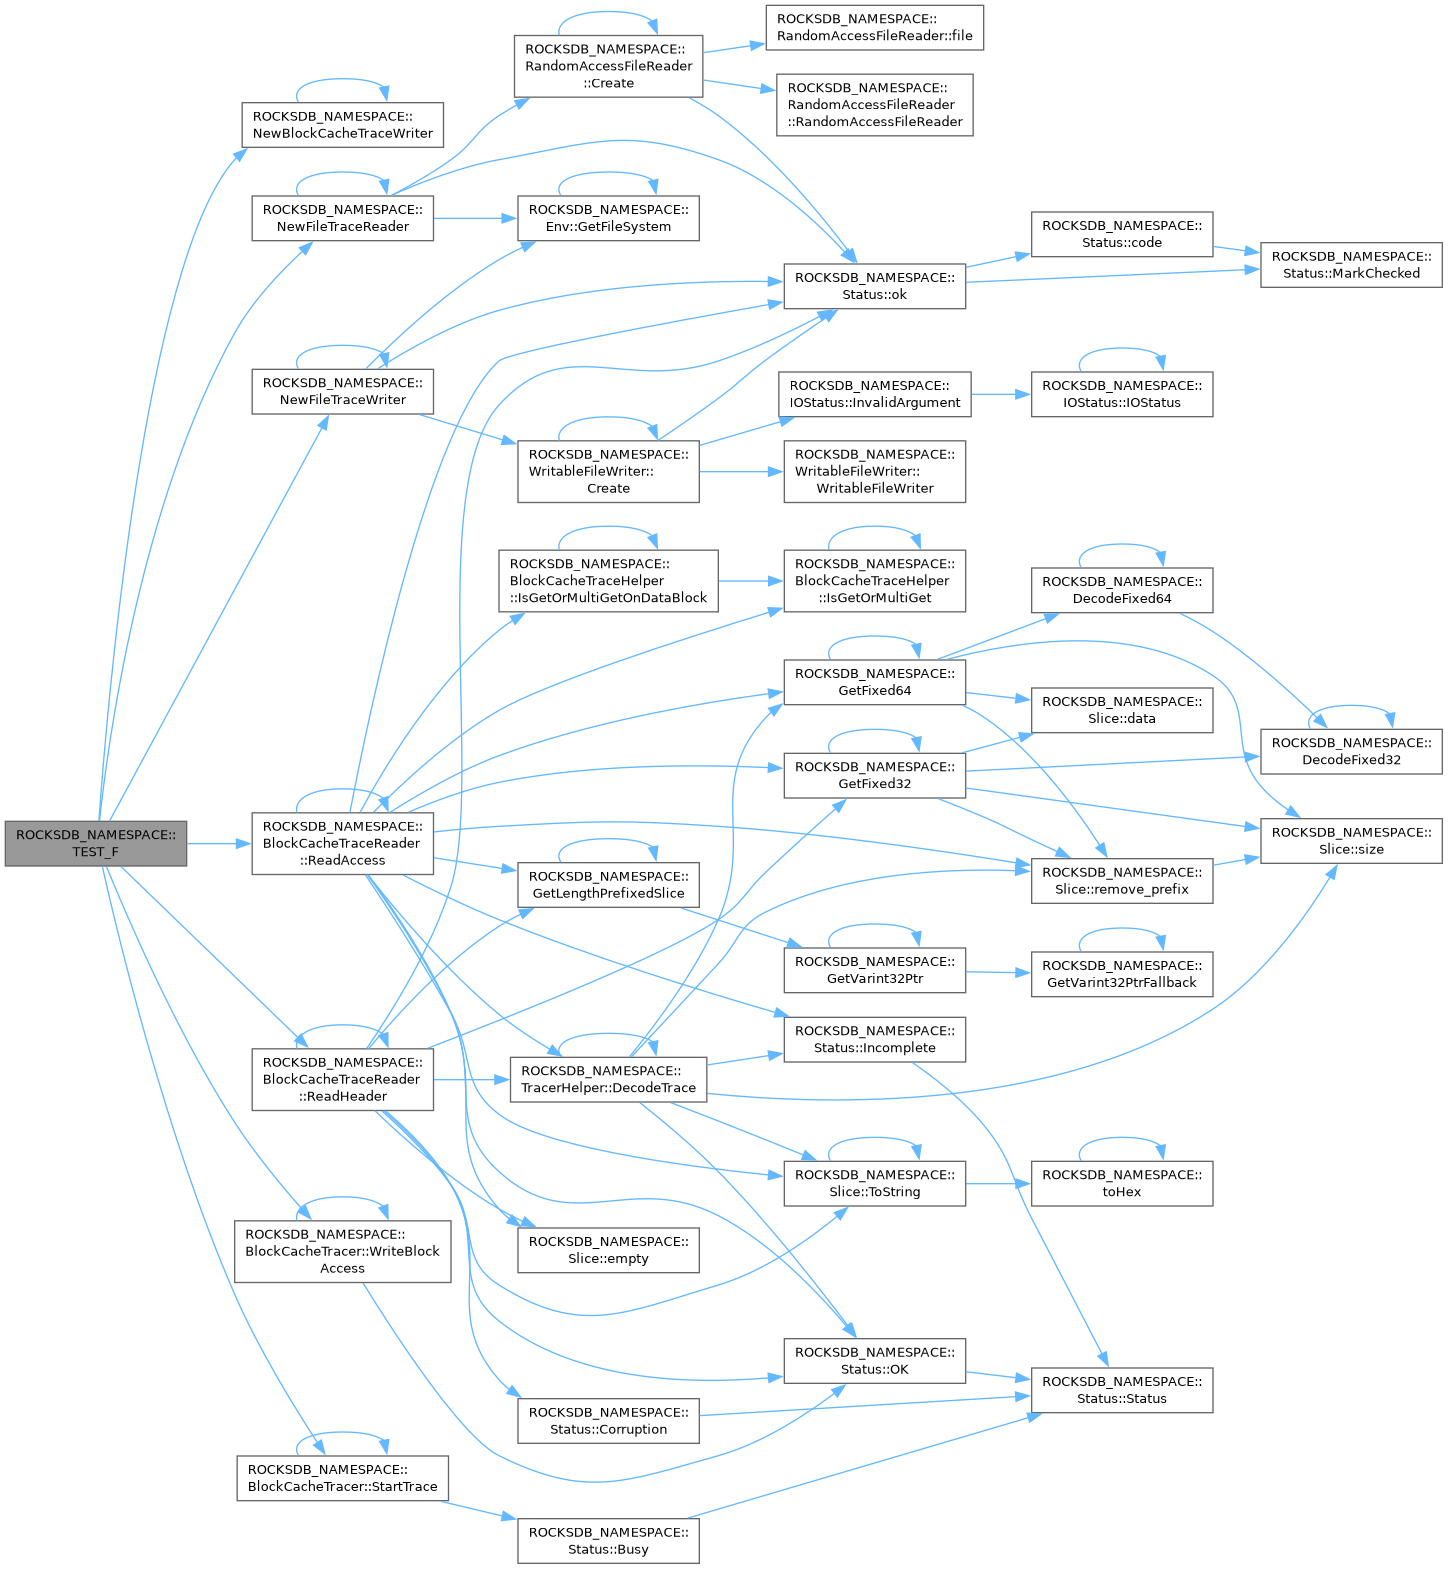 ROCKSDB_NAMESPACE::
TEST_F
ROCKSDB_NAMESPACE::
NewBlockCacheTraceWriter
ROCKSDB_NAMESPACE::
NewFileTraceReader
ROCKSDB_NAMESPACE::
NewFileTraceWriter
ROCKSDB_NAMESPACE::
BlockCacheTraceReader
::ReadAccess
ROCKSDB_NAMESPACE::
BlockCacheTraceReader
::ReadHeader
ROCKSDB_NAMESPACE::
BlockCacheTracer::WriteBlock
Access
ROCKSDB_NAMESPACE::
BlockCacheTracer::StartTrace
ROCKSDB_NAMESPACE::
RandomAccessFileReader
::Create
ROCKSDB_NAMESPACE::
Env::GetFileSystem
ROCKSDB_NAMESPACE::
WritableFileWriter::
Create
ROCKSDB_NAMESPACE::
BlockCacheTraceHelper
::IsGetOrMultiGetOnDataBlock
ROCKSDB_NAMESPACE::
GetLengthPrefixedSlice
ROCKSDB_NAMESPACE::
TracerHelper::DecodeTrace
ROCKSDB_NAMESPACE::
Slice::empty
ROCKSDB_NAMESPACE::
Status::Corruption
ROCKSDB_NAMESPACE::
Status::Busy
ROCKSDB_NAMESPACE::
RandomAccessFileReader::file
ROCKSDB_NAMESPACE::
RandomAccessFileReader
::RandomAccessFileReader
ROCKSDB_NAMESPACE::
Status::ok
ROCKSDB_NAMESPACE::
IOStatus::InvalidArgument
ROCKSDB_NAMESPACE::
WritableFileWriter::
WritableFileWriter
ROCKSDB_NAMESPACE::
BlockCacheTraceHelper
::IsGetOrMultiGet
ROCKSDB_NAMESPACE::
GetFixed64
ROCKSDB_NAMESPACE::
GetFixed32
ROCKSDB_NAMESPACE::
GetVarint32Ptr
ROCKSDB_NAMESPACE::
Status::Incomplete
ROCKSDB_NAMESPACE::
Slice::ToString
ROCKSDB_NAMESPACE::
Status::OK
ROCKSDB_NAMESPACE::
Status::code
ROCKSDB_NAMESPACE::
IOStatus::IOStatus
ROCKSDB_NAMESPACE::
DecodeFixed64
ROCKSDB_NAMESPACE::
Slice::data
ROCKSDB_NAMESPACE::
Slice::remove_prefix
ROCKSDB_NAMESPACE::
GetVarint32PtrFallback
ROCKSDB_NAMESPACE::
toHex
ROCKSDB_NAMESPACE::
Status::Status
ROCKSDB_NAMESPACE::
Status::MarkChecked
ROCKSDB_NAMESPACE::
DecodeFixed32
ROCKSDB_NAMESPACE::
Slice::size